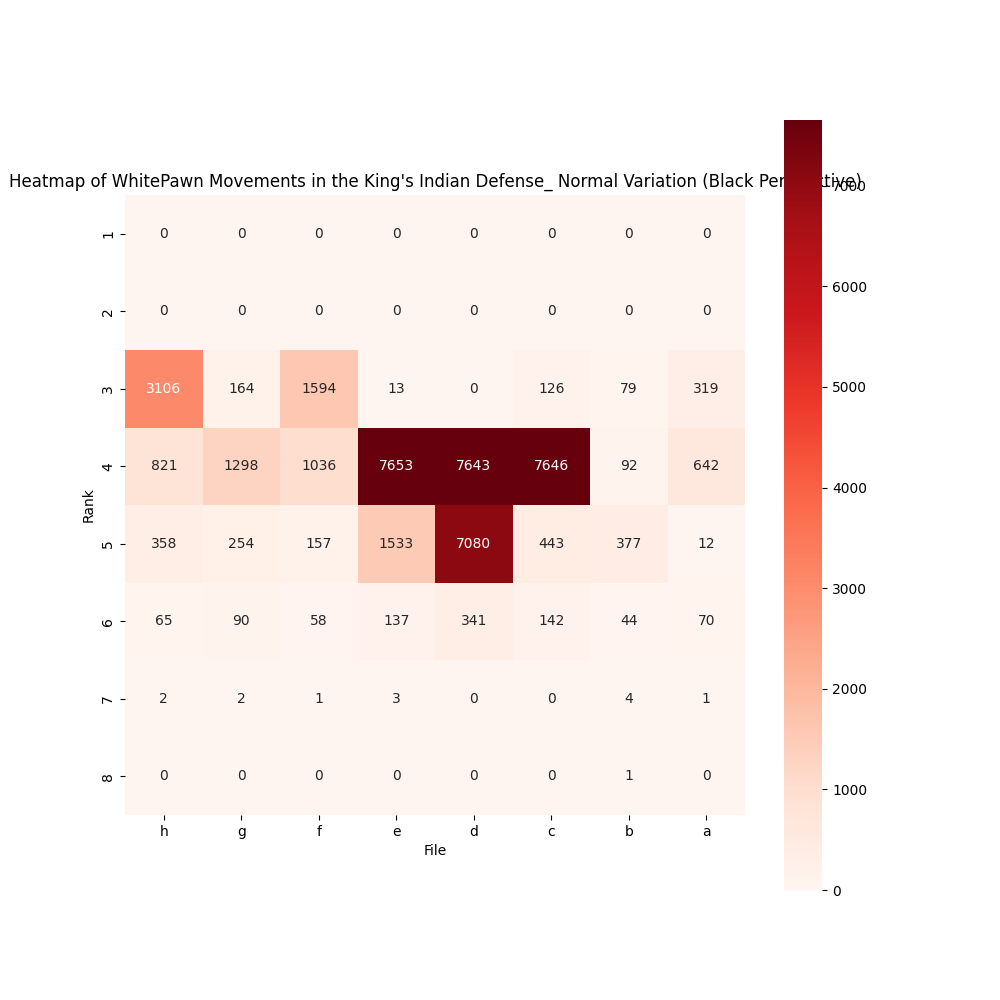 Heatmap of WhitePawn Movements in the King's Indian Defense_ Normal Variation (Black Perspective)
7000
1 0 0 0 0 0 0 0 0
2 0 0 0 0 0 0 0 0
6000
3 3106 164 1594 13 0 126 79 319
5000
4 821 1298 1036 7653 7643 7646 92 642
4000
Rank
5 358 254 157 1533 7080 443 377 12
3000
6 65 90 58 137 341 142 44 70
2000
7 2 2 1 3 0 0 4 1
8 0 0 0 0 0 0 1 0
1000
h g f e d c b a
File
0